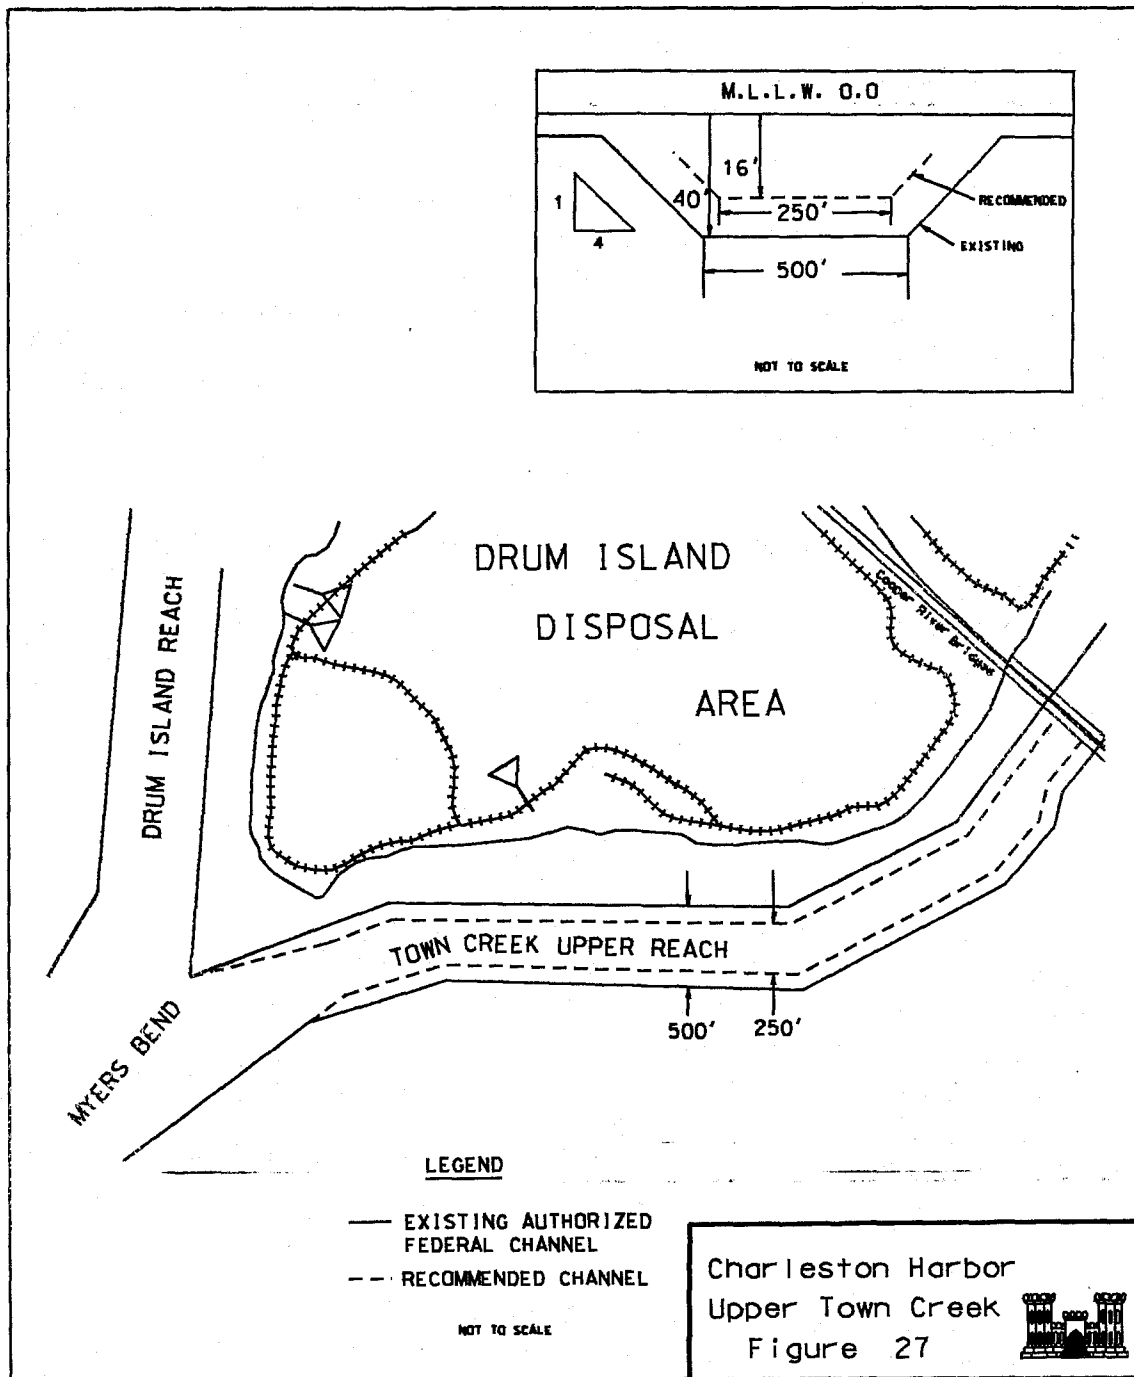 M.L.L.W. 0.0
16'
40'
250'
RECOMMENDED
1
4
EXISTING
500'
NOT TO SCALE
DRUM ISLAND
DISPOSAL
AREA
Cooper River Bridges
DRUM ISLAND REACH
TOWN CREEK UPPER REACH
500'
250'
MYERS BEND
LEGEND
EXISTING AUTHORIZED
FEDERAL CHANNEL
RECOMMENDED CHANNEL
NOT TO SCALE
Charleston Harbor
Upper Town Creek
Figure 27